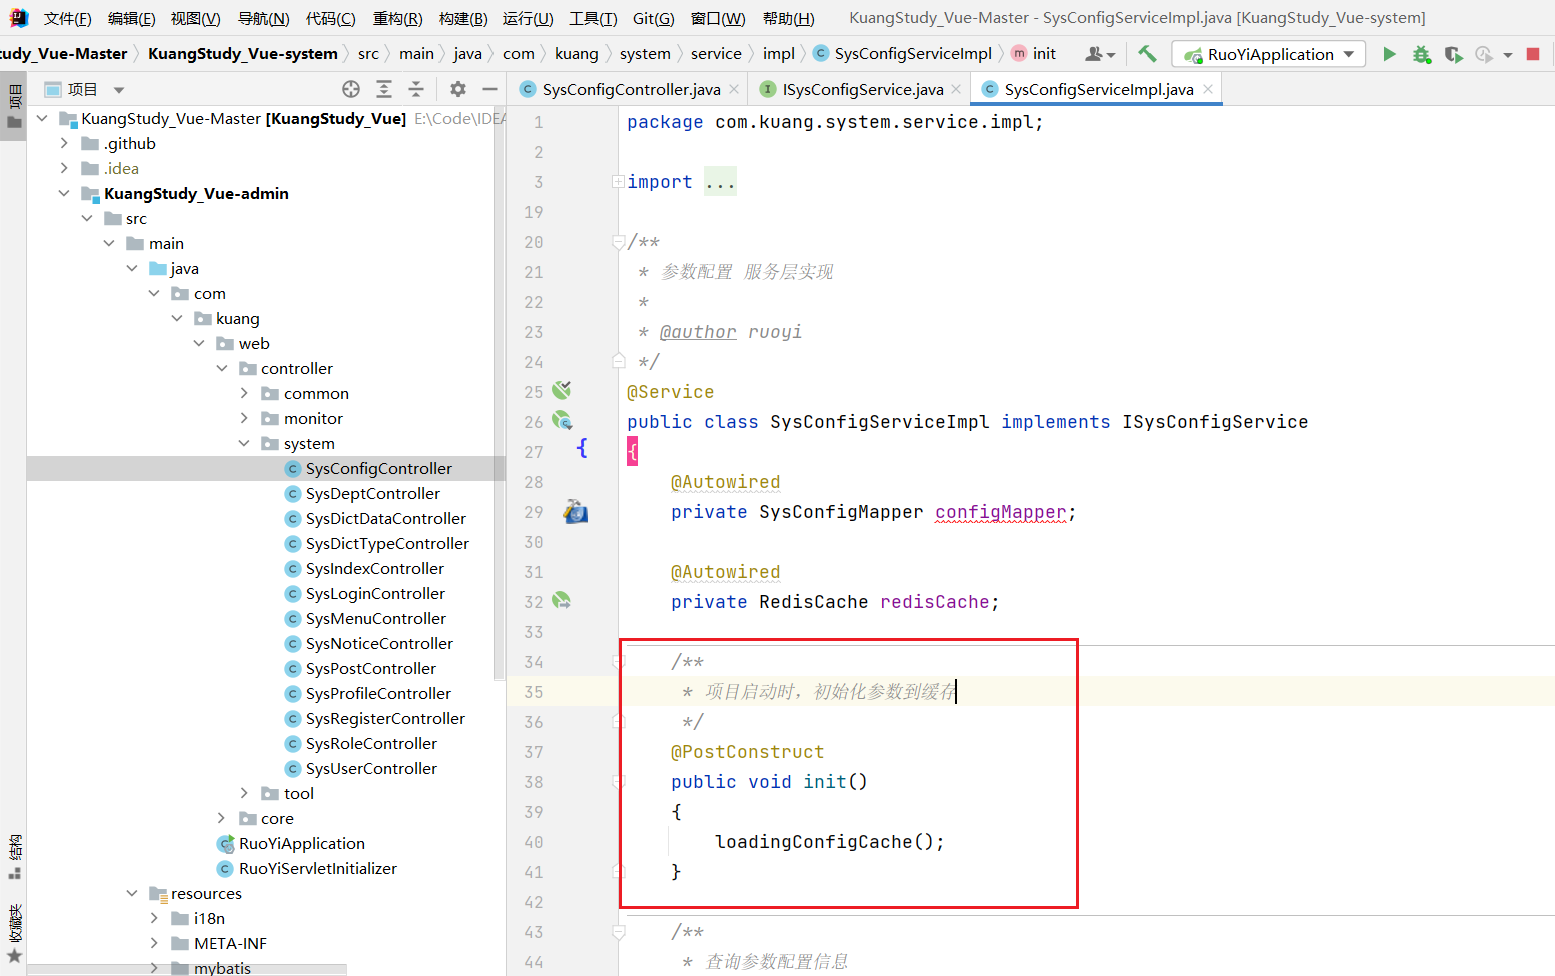 文件(F) 编辑(E) 视图(V) 导航(N) 代码(C) 重构(R) 构建(B) 运行(U) 工具(T) Git(G) 窗口(W) 帮助(H) KuangStudy_Vue-Master - SysConfigServiceImpl.java [KuangStudy_Vue-system]
tudy_Vue-Master KuangStudy_Vue-system src main java com kuang system service impl SysConfigServiceImpl init RuoYiApplication
项目
SysConfigController.java ISysConfigService.java SysConfigServiceImpl.java
项目
结构
收藏夹
KuangStudy_Vue-Master [KuangStudy_Vue] E:\Code\IDEA
.github
.idea
KuangStudy_Vue-admin
src
main
java
com
kuang
web
controller
common
monitor
system
SysConfigController
SysDeptController
SysDictDataController
SysDictTypeController
SysIndexController
SysLoginController
SysMenuController
SysNoticeController
SysPostController
SysProfileController
SysRegisterController
SysRoleController
SysUserController
tool
core
RuoYiApplication
RuoYiServletInitializer
resources
i18n
META-INF
mybatis
1 package com.kuang.system.service.impl;
2
3 import ...
19
20 /**
21 * 参数配置 服务层实现
22 *
23 * @author ruoyi
24 */
25 @Service
26 public class SysConfigServiceImpl implements ISysConfigService
27 {
28 @Autowired
29 private SysConfigMapper configMapper;
30
31 @Autowired
32 private RedisCache redisCache;
33
34 /**
35 * 项目启动时，初始化参数到缓存
36 */
37 @PostConstruct
38 public void init()
39 {
40 loadingConfigCache();
41 }
42
43 /**
44 * 查询参数配置信息